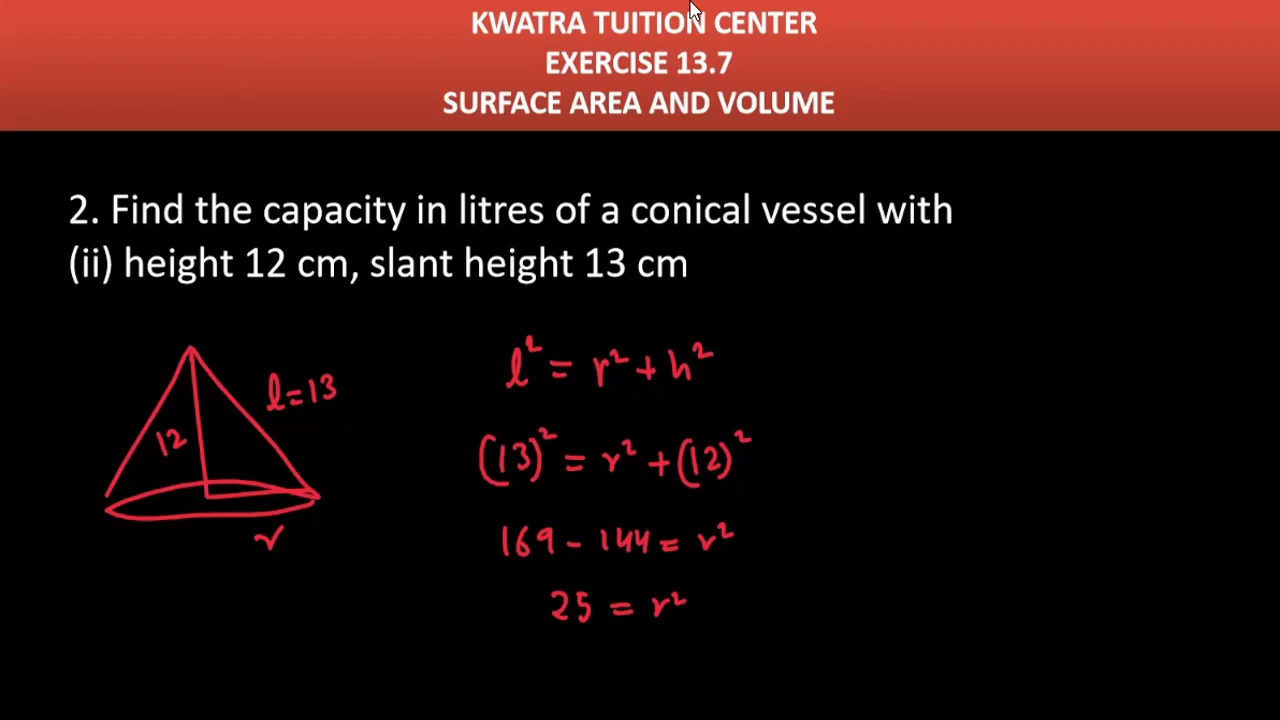 KWATRA TUITION CENTER
EXERCISE 13.7
SURFACE AREA AND VOLUME
2. Find the capacity in litres of a conical vessel with
(ii) height 12 cm, slant height 13 cm
l=13
12
r
l² = r² + h²
(13)² = r² + (12)²
169 - 144 = r²
25 = r²